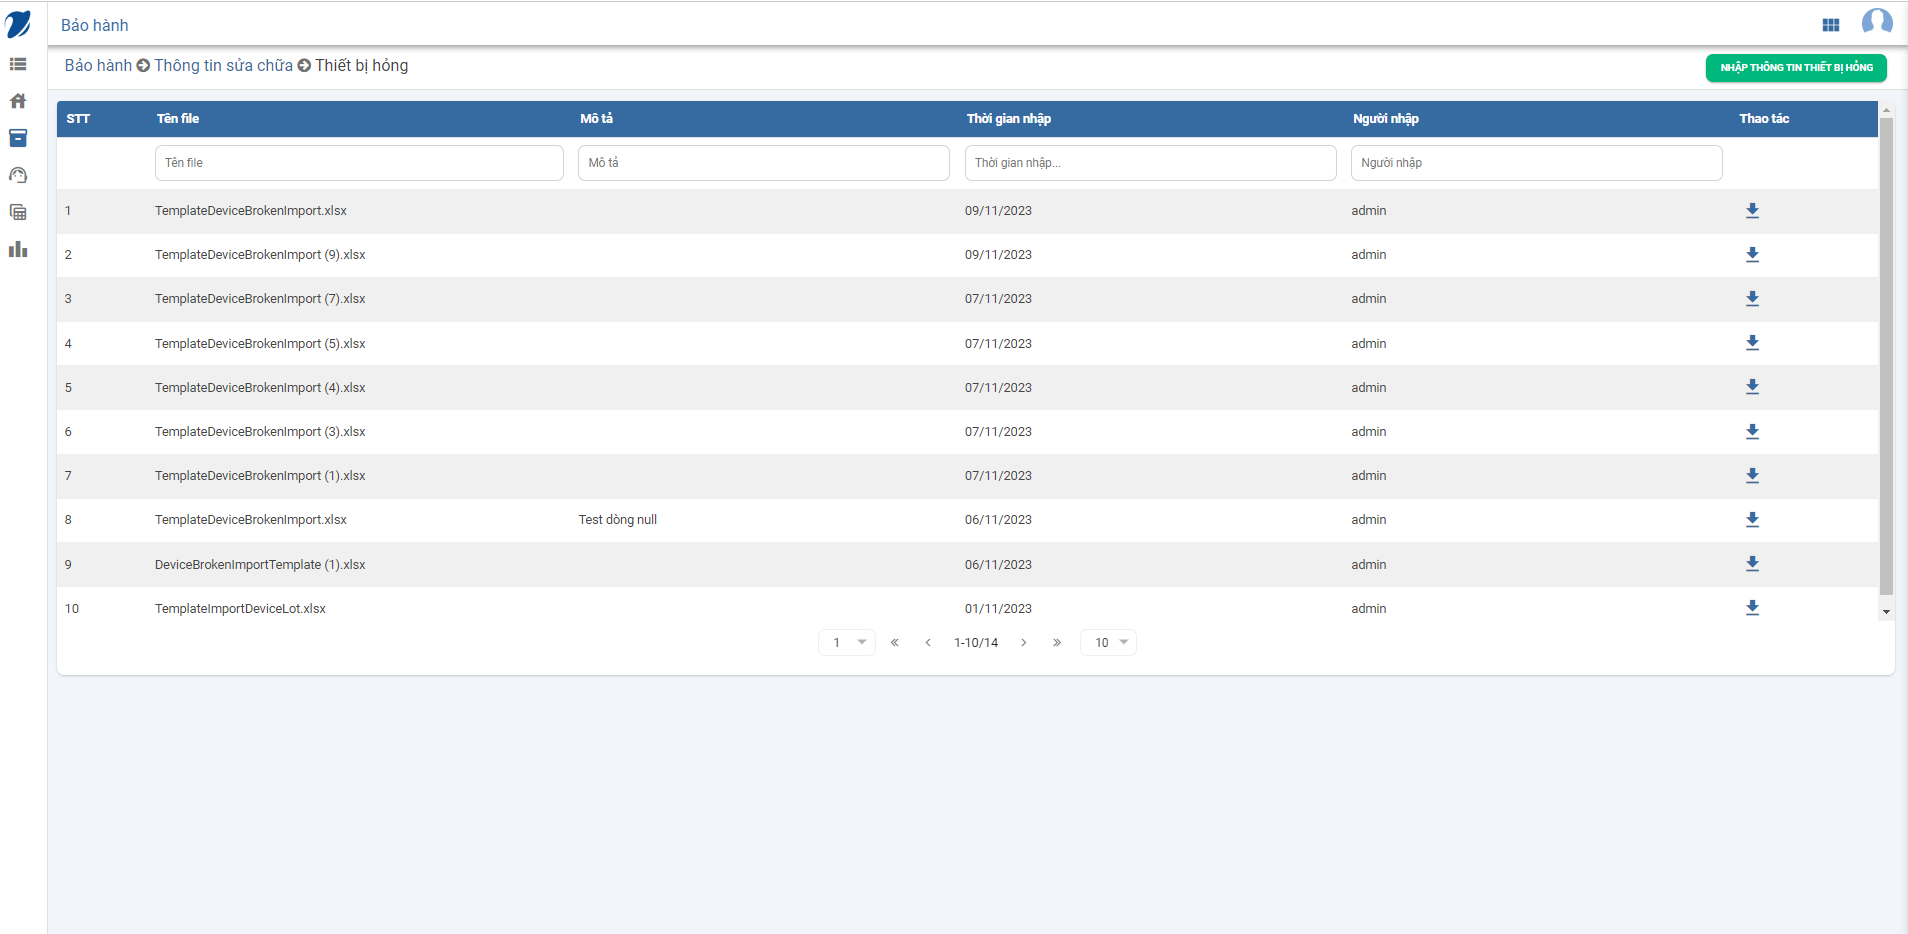 Bảo hành
Bảo hành Thông tin sửa chữa Thiết bị hỏng
NHẬP THÔNG TIN THIẾT BỊ HỎNG
STT Tên file Mô tả Thời gian nhập Người nhập Thao tác
Tên file Mô tả Thời gian nhập... Người nhập
1 TemplateDeviceBrokenImport.xlsx 09/11/2023 admin
2 TemplateDeviceBrokenImport (9).xlsx 09/11/2023 admin
3 TemplateDeviceBrokenImport (7).xlsx 07/11/2023 admin
4 TemplateDeviceBrokenImport (5).xlsx 07/11/2023 admin
5 TemplateDeviceBrokenImport (4).xlsx 07/11/2023 admin
6 TemplateDeviceBrokenImport (3).xlsx 07/11/2023 admin
7 TemplateDeviceBrokenImport (1).xlsx 07/11/2023 admin
8 TemplateDeviceBrokenImport.xlsx Test dòng null 06/11/2023 admin
9 DeviceBrokenImportTemplate (1).xlsx 06/11/2023 admin
10 TemplateImportDeviceLot.xlsx 01/11/2023 admin
1 « ‹ 1-10/14 › » 10